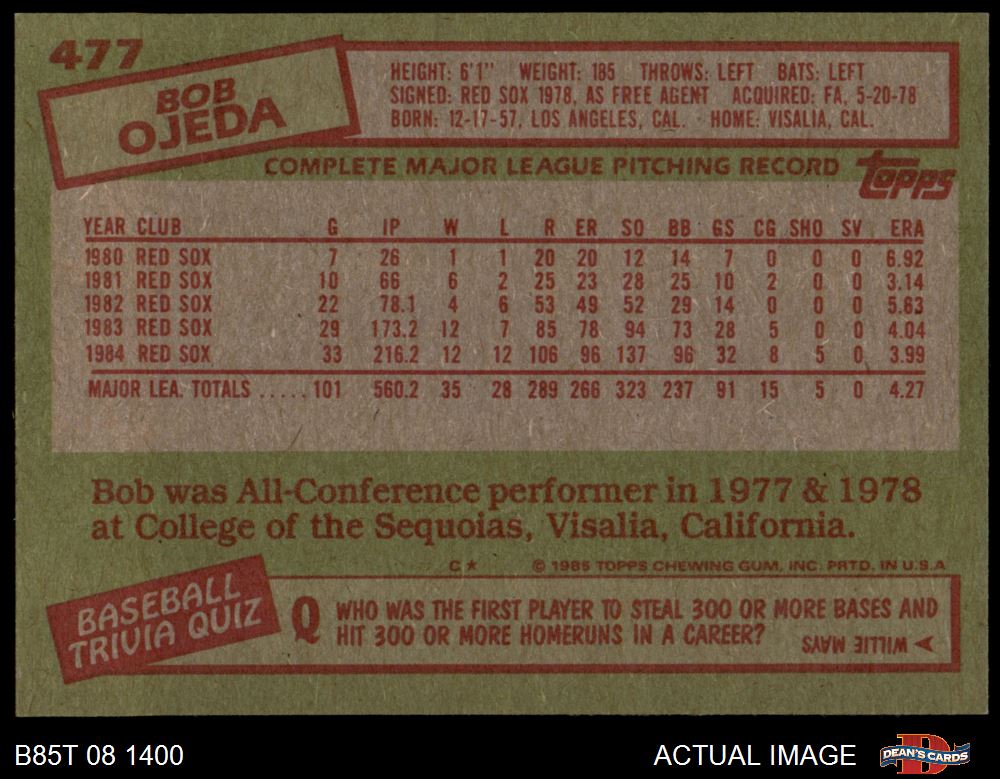 477
BOB
OJEDA
HEIGHT: 6'1" WEIGHT: 185 THROWS: LEFT BATS: LEFT
SIGNED: RED SOX 1978, AS FREE AGENT ACQUIRED: FA, 5-20-78
BORN: 12-17-57, LOS ANGELES, CAL. · HOME: VISALIA, CAL.
COMPLETE MAJOR LEAGUE PITCHING RECORD
TOPPS
YEAR CLUB G IP W L R ER SO BB GS CG SHO SV ERA
1980 RED SOX 7 26 1 1 20 20 12 14 7 0 0 0 6.92
1981 RED SOX 10 66 6 2 25 23 28 25 10 2 0 0 3.14
1982 RED SOX 22 78.1 4 6 53 49 52 29 14 0 0 0 5.63
1983 RED SOX 29 173.2 12 7 85 78 94 73 28 5 0 0 4.04
1984 RED SOX 33 216.2 12 12 106 96 137 96 32 8 5 0 3.99
MAJOR LEA. TOTALS ..... 101 560.2 35 28 289 266 323 237 91 15 5 0 4.27
Bob was All-Conference performer in 1977 & 1978
at College of the Sequoias, Visalia, California.
C★ © 1985 TOPPS CHEWING GUM, INC. PRTD. IN U.S.A
BASEBALL
TRIVIA QUIZ
Q WHO WAS THE FIRST PLAYER TO STEAL 300 OR MORE BASES AND
HIT 300 OR MORE HOMERUNS IN A CAREER?
WILLIE MAYS
B85T 08 1400
ACTUAL IMAGE
D
DEAN'S CARDS